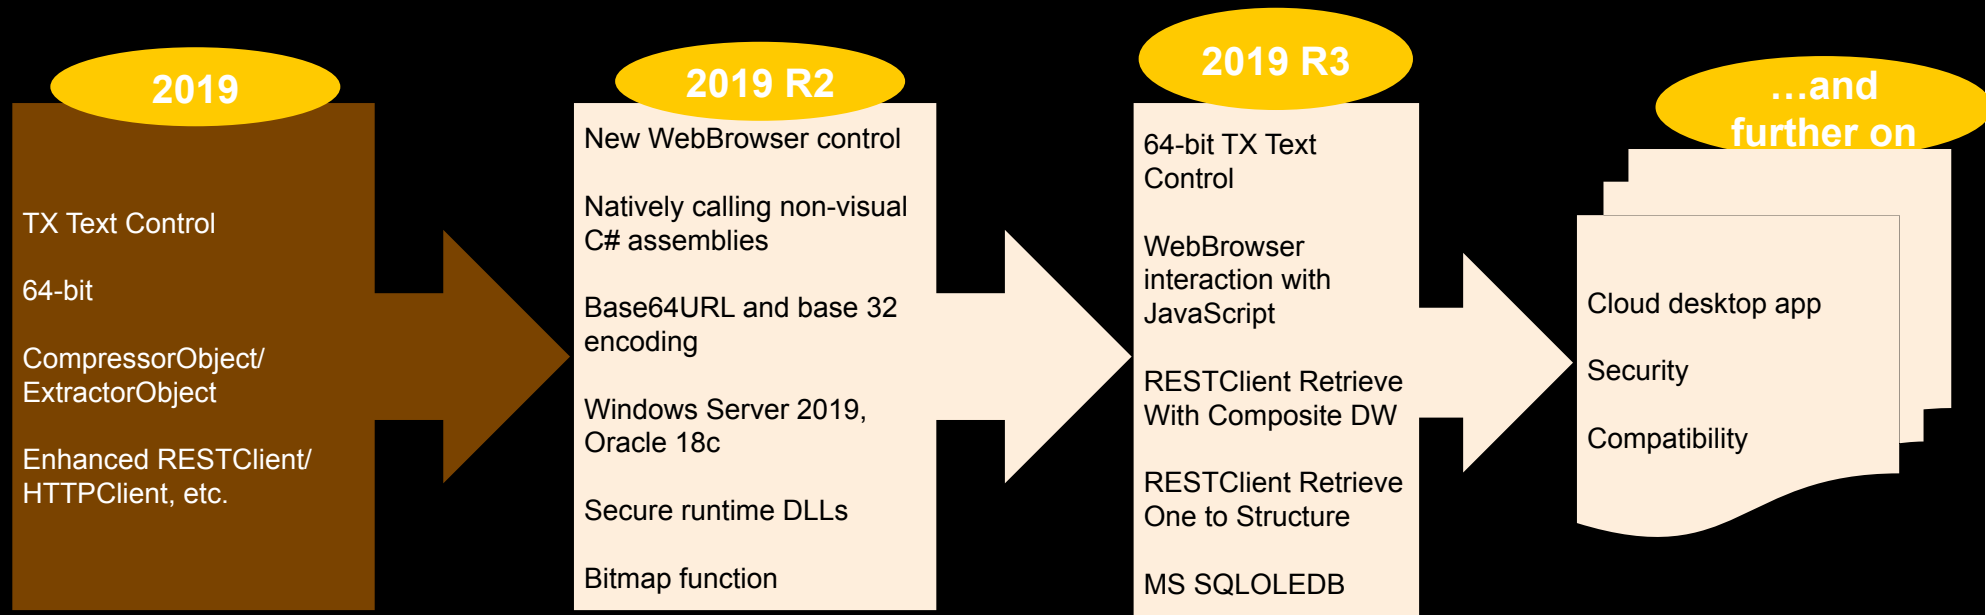 2019
TX Text Control
64-bit
CompressorObject/
ExtractorObject
Enhanced RESTClient/
HTTPClient, etc.
2019 R2
New WebBrowser control
Natively calling non-visual
C# assemblies
Base64URL and base 32
encoding
Windows Server 2019,
Oracle 18c
Secure runtime DLLs
Bitmap function
2019 R3
64-bit TX Text
Control
WebBrowser
interaction with
JavaScript
RESTClient Retrieve
With Composite DW
RESTClient Retrieve
One to Structure
MS SQLOLEDB
…and
further on
Cloud desktop app
Security
Compatibility